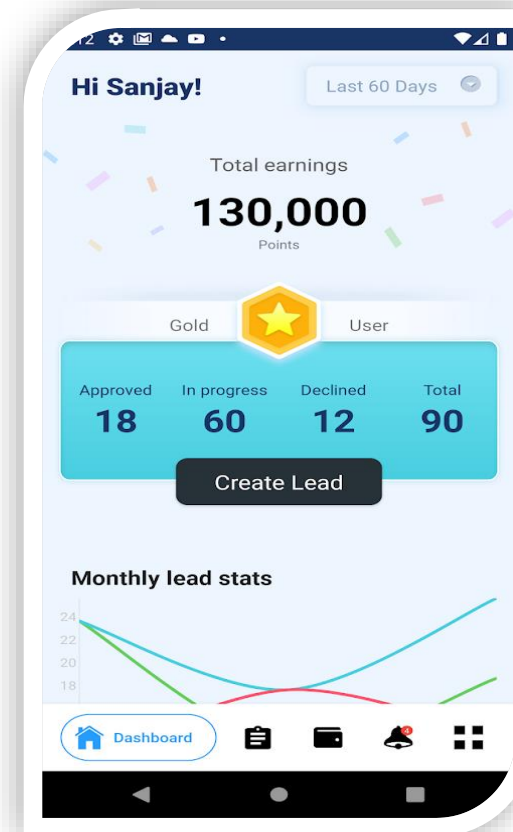 12
Hi Sanjay!
Last 60 Days
Total earnings
130,000
Points
Gold User
Approved In progress Declined Total
18 60 12 90
Create Lead
Monthly lead stats
24
22
20
18
Dashboard
4